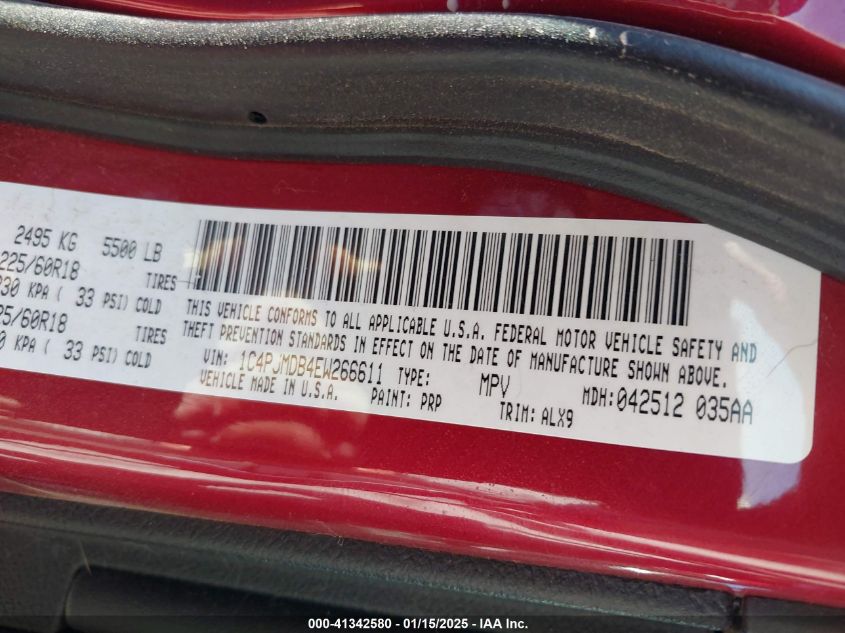 2495 KG 5500 LB
225/60R18 TIRES
230 KPA ( 33 PSI) COLD
25/60R18 TIRES
0 KPA ( 33 PSI) COLD
THIS VEHICLE CONFORMS TO ALL APPLICABLE U.S.A. FEDERAL MOTOR VEHICLE SAFETY AND
THEFT PREVENTION STANDARDS IN EFFECT ON THE DATE OF MANUFACTURE SHOWN ABOVE.
VIN: 1C4PJMDB4EW266611 TYPE: MPV MDH:042512 035AA
VEHICLE MADE IN U.S.A. PAINT: PRP TRIM: ALX9
000-41342580 - 01/15/2025 - IAA Inc.